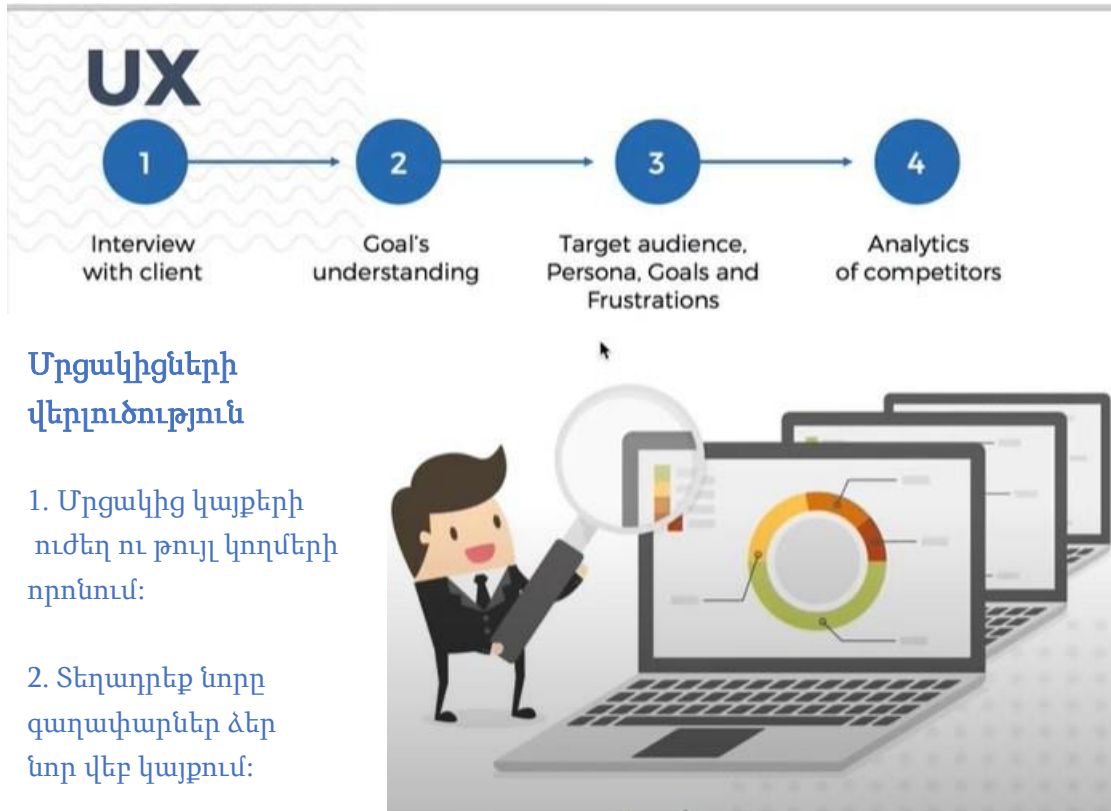 UX
1
2
3
4
Interview
with client
Goal's
understanding
Target audience,
Persona, Goals and
Frustrations
Analytics
of competitors
Մրցակիցների
վերլուծություն
1. Մրցակից կայքերի
ուժեղ ու թույլ կողմերի
որոնում:
2. Տեղադրեք նորը
գաղափարներ ձեր
նոր վեբ կայքում: